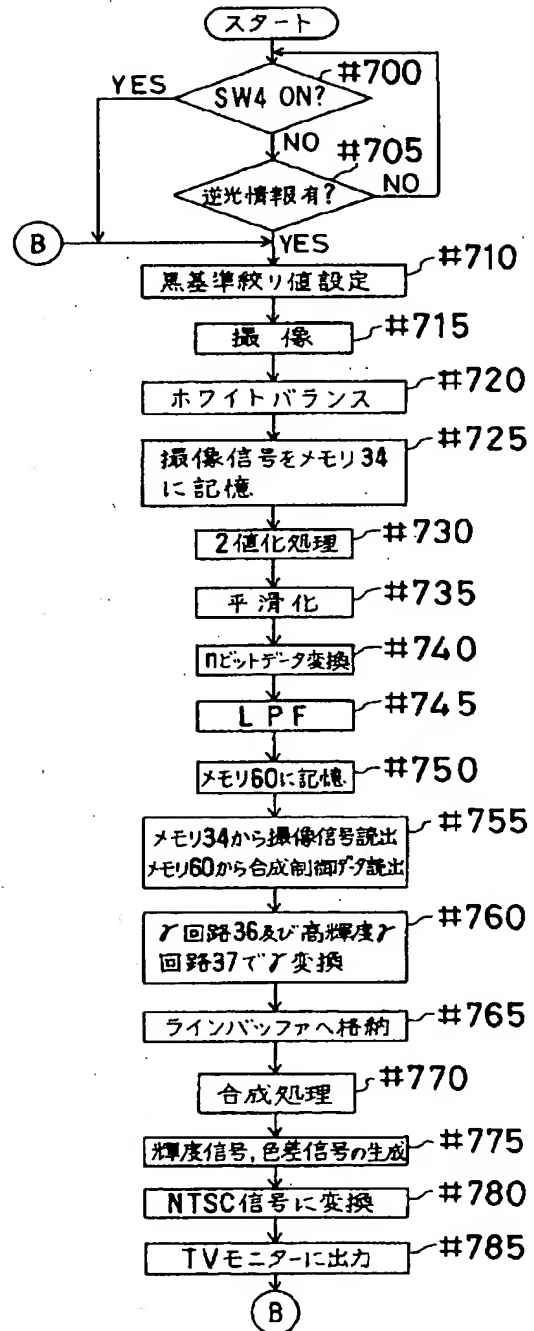 スタート
#700
YES
SW4 ON?
NO
#705
逆光情報有?
NO
B
YES
#710
黒基準絞り値設定
#715
撮像
#720
ホワイトバランス
#725
撮像信号をメモリ34
に記憶
#730
2値化処理
#735
平滑化
#740
nビットデータ変換
#745
LPF
#750
メモリ60に記憶
#755
メモリ34から撮像信号読出
メモリ60から合成制御データ読出
#760
γ回路36及び高輝度γ
回路37でγ変換
#765
ラインバッファへ格納
#770
合成処理
#775
輝度信号,色差信号の生成
#780
NTSC信号に変換
#785
TVモニターに出力
B